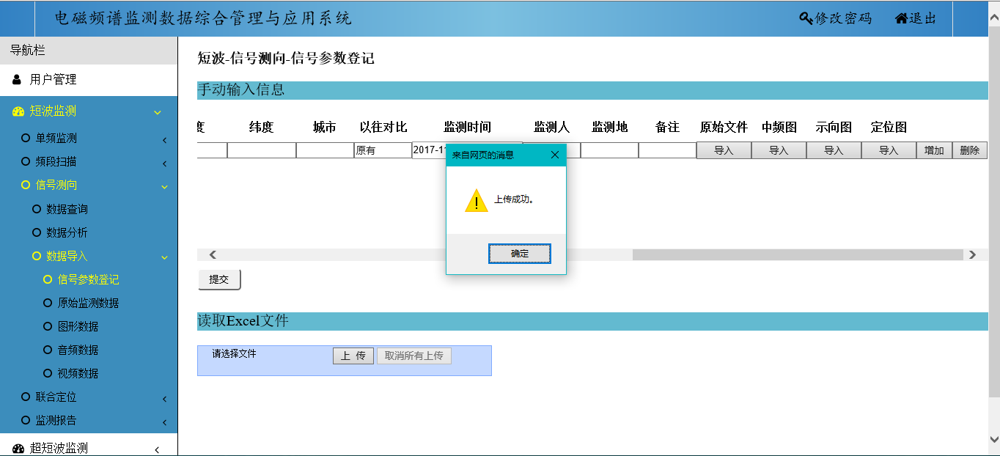 电磁频谱监测数据综合管理与应用系统
修改密码
退出
导航栏
用户管理
短波监测
单频监测
频段扫描
信号测向
数据查询
数据分析
数据导入
信号参数登记
原始监测数据
图形数据
音频数据
视频数据
联合定位
监测报告
超短波监测
短波-信号测向-信号参数登记
手动输入信息
度 纬度 城市 以往对比 监测时间 监测人 监测地 备注 原始文件 中频图 示向图 定位图
原有 2017-1 导入 导入 导入 导入 增加 删除
来自网页的消息
上传成功。
确定
提交
读取Excel文件
请选择文件 上 传 取消所有上传